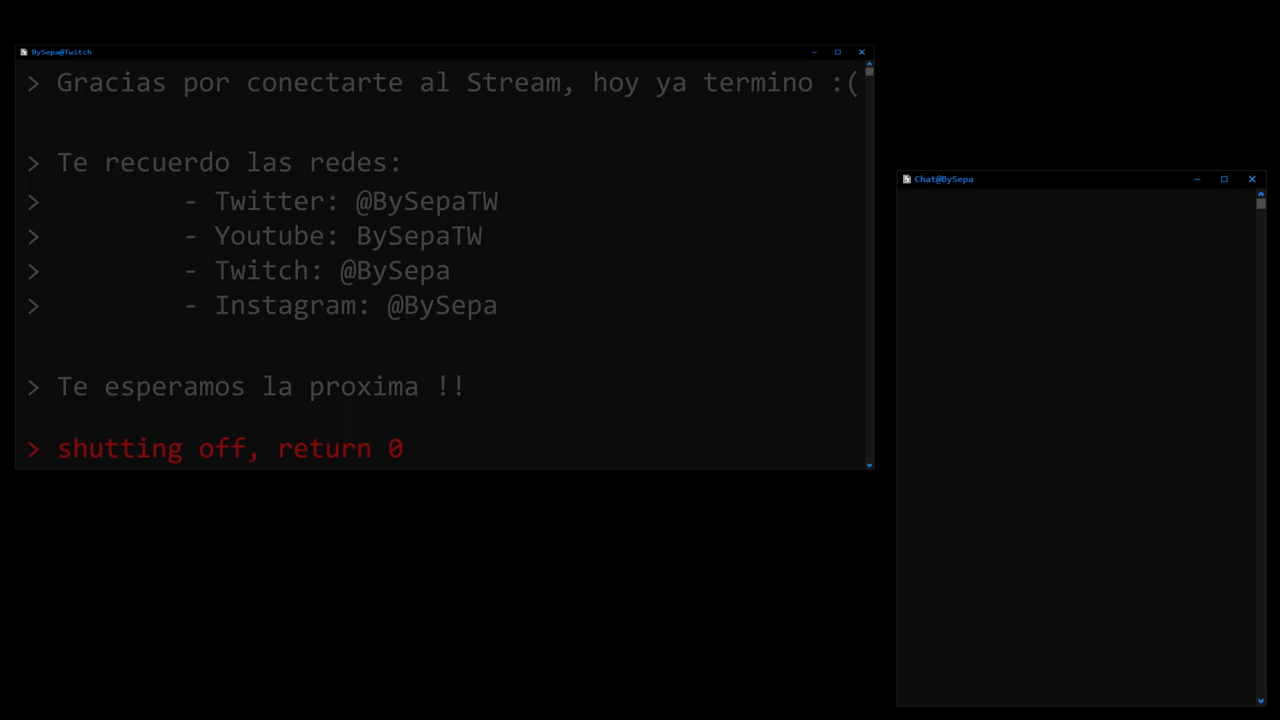 BySepa@Twitch
> Gracias por conectarte al Stream, hoy ya termino :(
> Te recuerdo las redes:
> - Twitter: @BySepaTW
> - Youtube: BySepaTW
> - Twitch: @BySepa
> - Instagram: @BySepa
> Te esperamos la proxima !!
> shutting off, return 0
Chat@BySepa